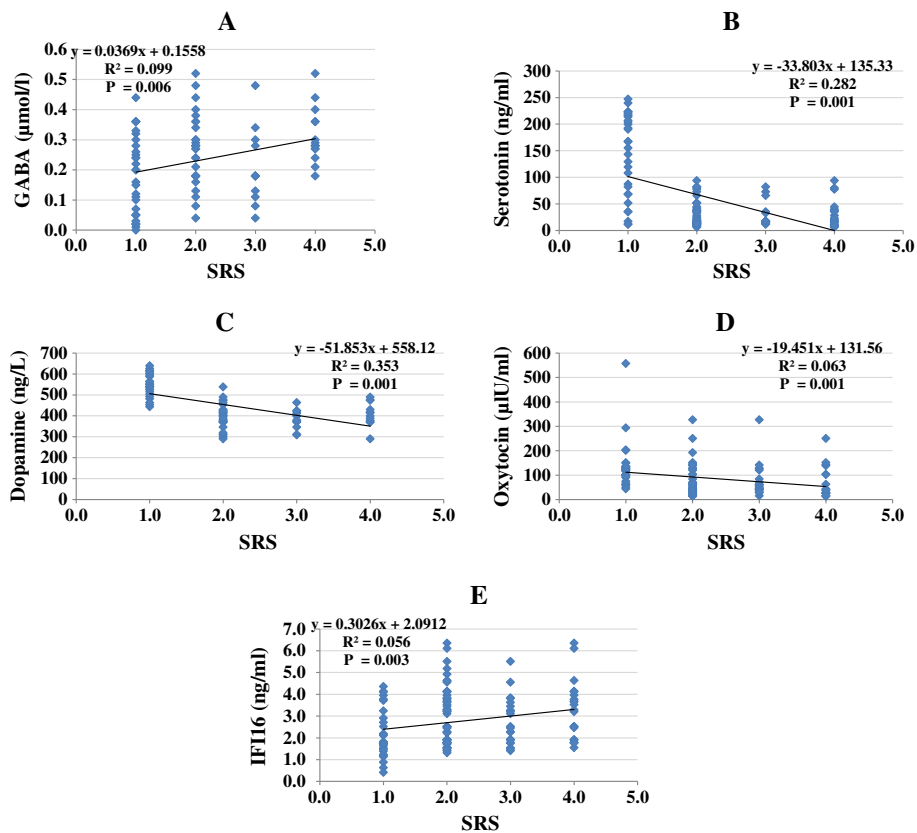 A
y = 0.0369x + 0.1558
R² = 0.099
P = 0.006
GABA (µmol/l)
0.6
0.5
0.4
0.3
0.2
0.1
0.0
0.0 1.0 2.0 3.0 4.0 5.0
SRS
B
y = -33.803x + 135.33
R² = 0.282
P = 0.001
Serotonin (ng/ml)
300
250
200
150
100
50
0
0.0 1.0 2.0 3.0 4.0 5.0
SRS
C
y = -51.853x + 558.12
R² = 0.353
P = 0.001
Dopamine (ng/L)
700
600
500
400
300
200
100
0
0.0 1.0 2.0 3.0 4.0 5.0
SRS
D
y = -19.451x + 131.56
R² = 0.063
P = 0.001
Oxytocin (µIU/ml)
600
500
400
300
200
100
0
0.0 1.0 2.0 3.0 4.0 5.0
SRS
E
y = 0.3026x + 2.0912
R² = 0.056
P = 0.003
IFI16 (ng/ml)
7.0
6.0
5.0
4.0
3.0
2.0
1.0
0.0
0.0 1.0 2.0 3.0 4.0 5.0
SRS